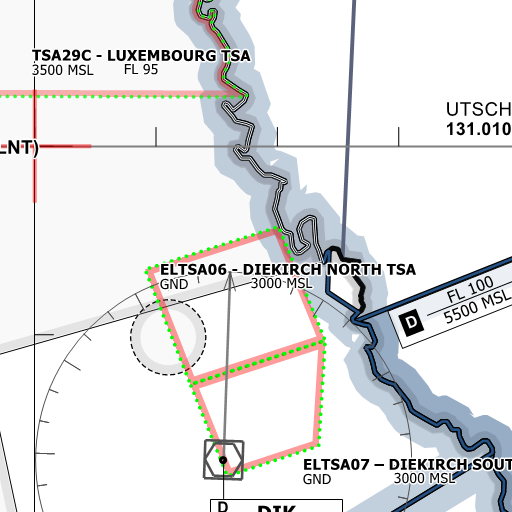 TSA29C - LUXEMBOURG TSA
3500 MSL FL 95
UTSCH
131.010
LNT)
ELTSA06 - DIEKIRCH NORTH TSA
GND 3000 MSL
FL 100
5500 MSL
D
ELTSA07 – DIEKIRCH SOUT
GND 3000 MSL
D DIK